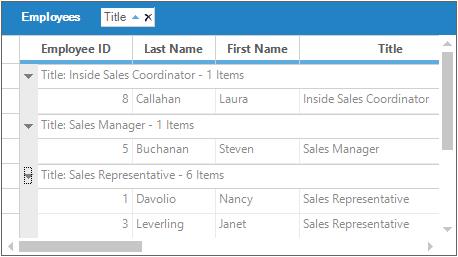 Employees Title
Employee ID Last Name First Name Title
Title: Inside Sales Coordinator - 1 Items
8 Callahan Laura Inside Sales Coordinator
Title: Sales Manager - 1 Items
5 Buchanan Steven Sales Manager
Title: Sales Representative - 6 Items
1 Davolio Nancy Sales Representative
3 Leverling Janet Sales Representative